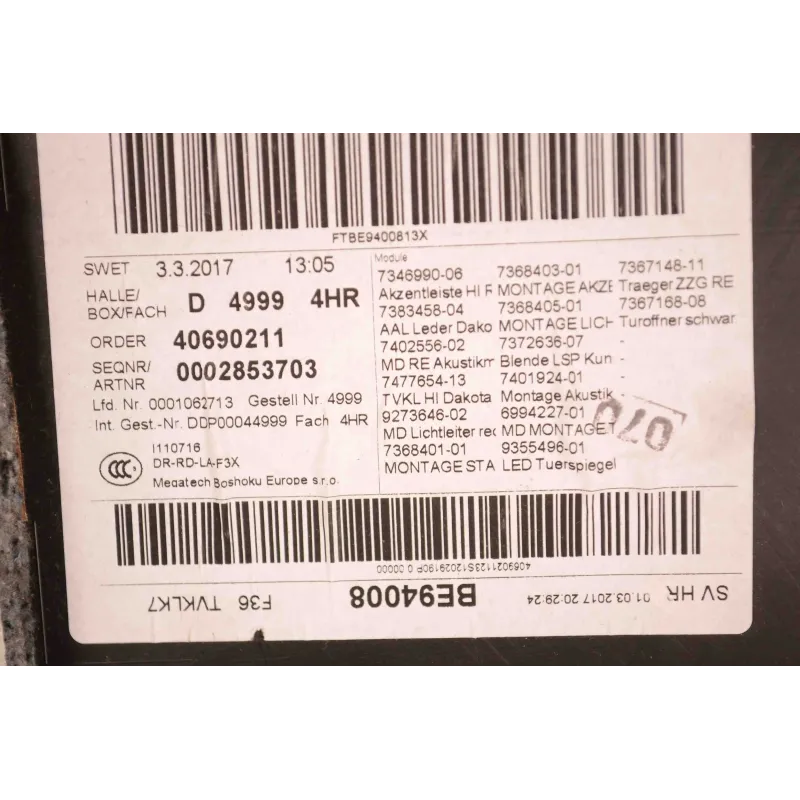 FTBE9400813X
SWET 3.3.2017 13:05
HALLE/
BOX/FACH D 4999 4HR
ORDER 40690211
SEQNR/
ARTNR 0002853703
Lfd. Nr. 0001062713 Gestell Nr. 4999
Int. Gest.-Nr. DDP00044999 Fach 4HR
I110716
DR-RD-LA-F3X
Megatech Boshoku Europe s.r.o.
Module
7346990-06 7368403-01 7367148-11
Akzentleiste HI F MONTAGE AKZE Traeger ZZG RE
7383458-04 7368405-01 7367168-08
AAL Leder Dako MONTAGE LICH Turoffner schwar
7402556-02 7372636-07 -
MD RE Akustikm Blende LSP Kun -
7477654-13 7401924-01 -
TVKL HI Dakota Montage Akustik -
9273646-02 6994227-01
MD Lichtleiter rec MD MONTAGE T
7368401-01 9355496-01
MONTAGE STA LED Tuerspiegel
070
CCC
4069021123S1202919OP 0 00000
SV HR 01.03.2017 20:29:24 BE94008 F36 TVKLK7